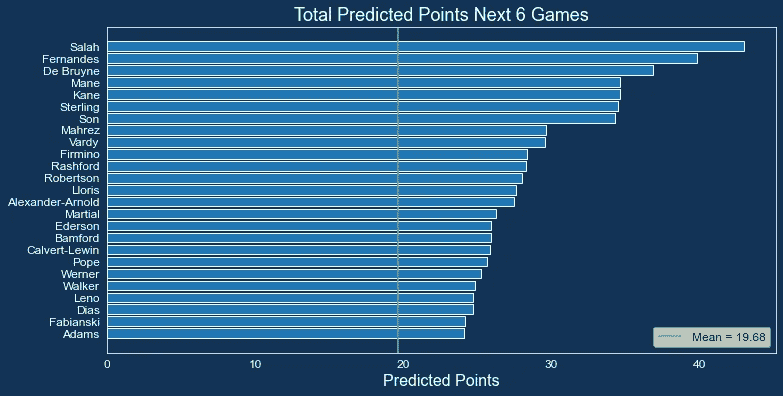 Total Predicted Points Next 6 Games
Salah
Fernandes
De Bruyne
Mane
Kane
Sterling
Son
Mahrez
Vardy
Firmino
Rashford
Robertson
Lloris
Alexander-Arnold
Martial
Ederson
Bamford
Calvert-Lewin
Pope
Werner
Walker
Leno
Dias
Fabianski
Adams
Mean = 19.68
0 10 20 30 40
Predicted Points